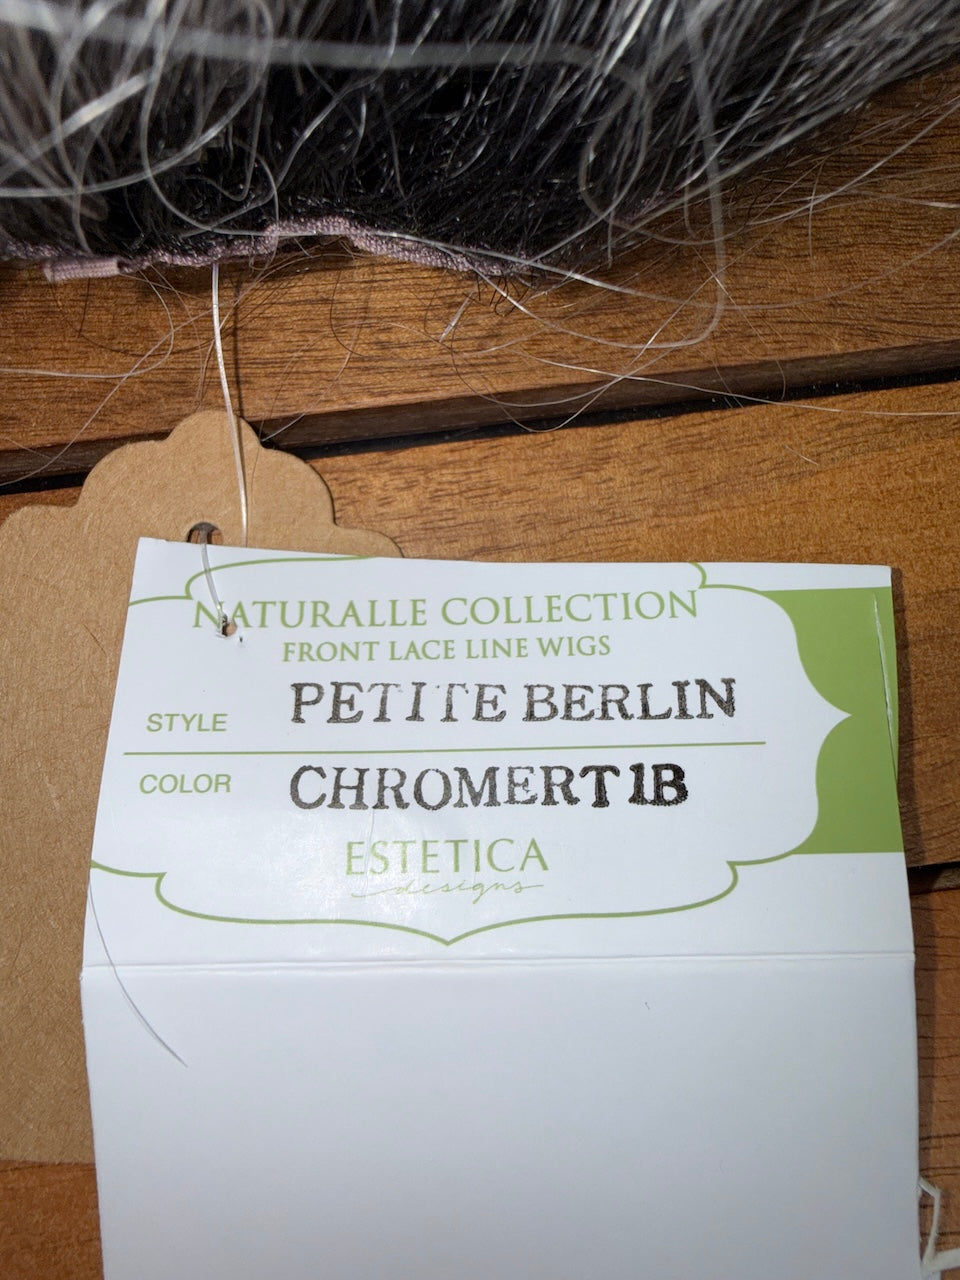 NATURALLE COLLECTION
FRONT LACE LINE WIGS
STYLE PETITE BERLIN
COLOR CHROMERT1B
ESTETICA
designs